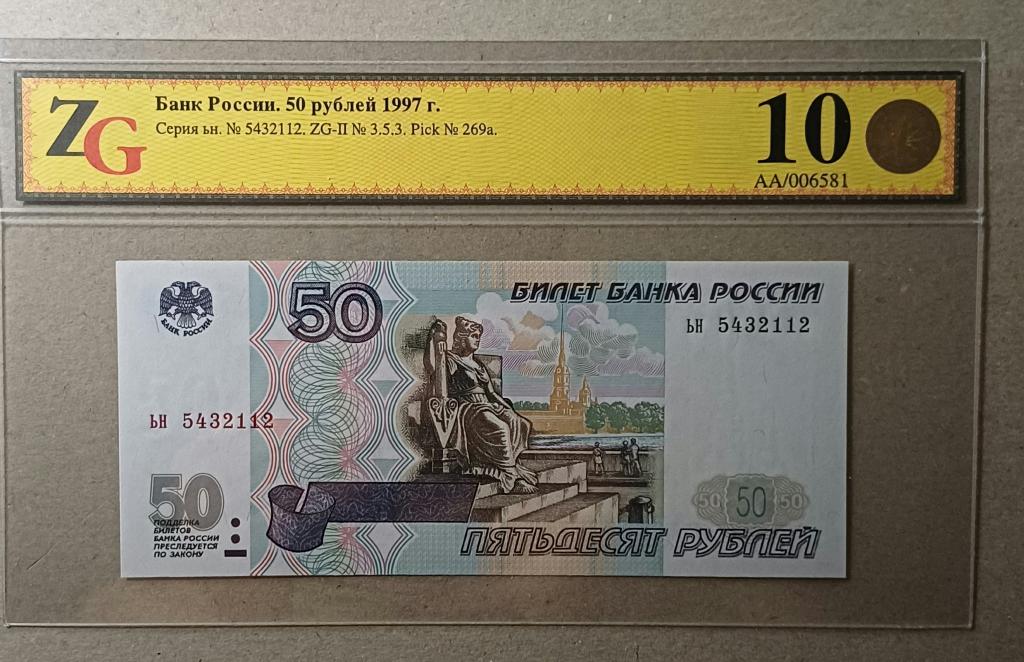 ZG
Банк России. 50 рублей 1997 г.
Серия ьн. № 5432112. ZG-II № 3.5.3. Pick № 269a.
10
АА/006581
БАНК РОССИИ
50
БИЛЕТ БАНКА РОССИИ
ьн 5432112
ьн 5432112
50
ПОДДЕЛКА
БИЛЕТОВ
БАНКА РОССИИ
ПРЕСЛЕДУЕТСЯ
ПО ЗАКОНУ
50 50 50
ПЯТЬДЕСЯТ РУБЛЕЙ